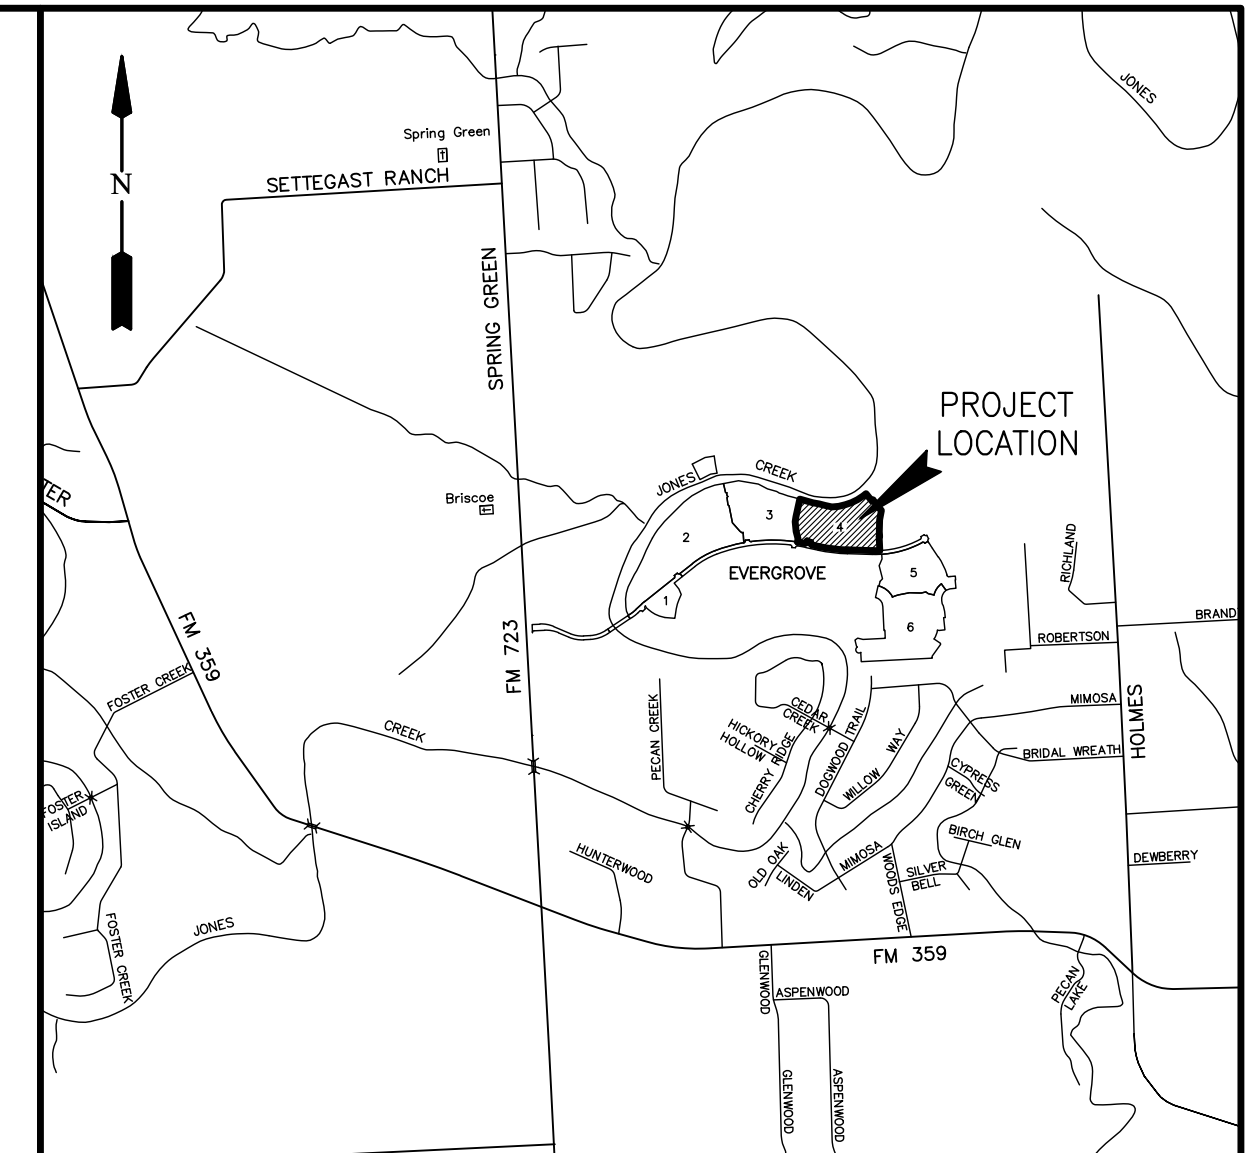 JONES
Spring Green
N
SETTEGAST RANCH
SPRING GREEN
PROJECT
LOCATION
JONES
CREEK
TER
Briscoe
3
4
2
RICHLAND
EVERGROVE
5
1
BRAND
6
FM 723
ROBERTSON
FM 359
FOSTER CREEK
MIMOSA
HOLMES
PECAN CREEK
CEDAR
CREEK
TRAIL
DOGWOOD
HICKORY
HOLLOW
CREEK
WAY
WILLOW
BRIDAL WREATH
CHERRY RIDGE
CYPRESS
GREEN
FOSTER
ISLAND
BIRCH GLEN
HUNTERWOOD
OLD OAK
LINDEN
MIMOSA
WOODS EDGE
SILVER
BELL
DEWBERRY
FOSTER CREEK
JONES
FM 359
GLENWOOD
ASPENWOOD
PECAN
LAKE
GLENWOOD
ASPENWOOD